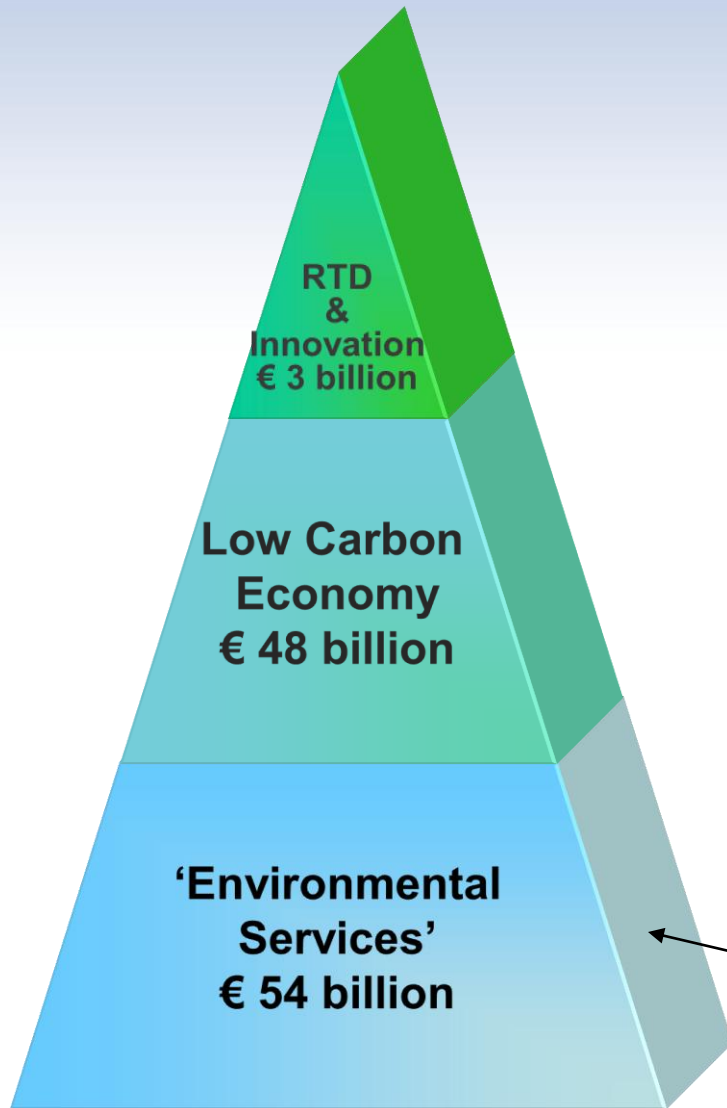 RTD
&
Innovation
€ 3 billion
Low Carbon
Economy
€ 48 billion
‘Environmental
Services’
€ 54 billion